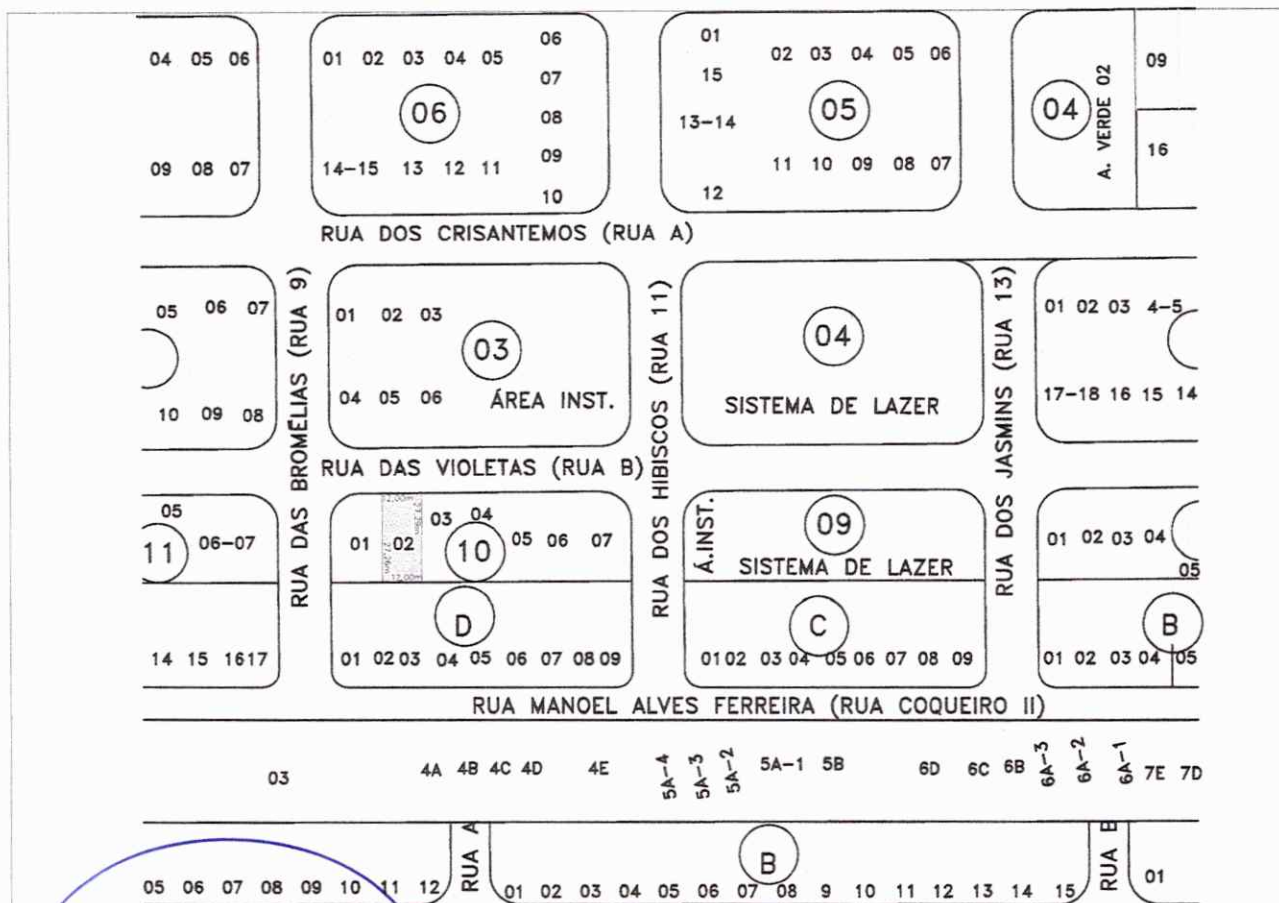 04 05 06
01 02 03 04 05 06
07
08
09
10
06
14-15 13 12 11
09 08 07
01
15
13-14
12
02 03 04 05 06
05
11 10 09 08 07
04
A. VERDE 02
09
16
RUA DOS CRISANTEMOS (RUA A)
05 06 07
10 09 08
RUA DAS BROMÉLIAS (RUA 9)
01 02 03
03
04 05 06 ÁREA INST.
RUA DOS HIBISCOS (RUA 11)
04
SISTEMA DE LAZER
RUA DOS JASMINS (RUA 13)
01 02 03 4-5
17-18 16 15 14
RUA DAS VIOLETAS (RUA B)
05
11 06-07
14 15 16 17
12,00m
27,29m
27,26m
12,00m
01 02 03 04 05 06 07
10
D
01 02 03 04 05 06 07 08 09
Á.INST.
09
SISTEMA DE LAZER
C
01 02 03 04 05 06 07 08 09
01 02 03 04
05
B
01 02 03 04 05
RUA MANOEL ALVES FERREIRA (RUA COQUEIRO II)
03 4A 4B 4C 4D 4E 5A-4 5A-3 5A-2 5A-1 5B 6D 6C 6B 6A-3 6A-2 6A-1 7E 7D
05 06 07 08 09 10 11 12
RUA A
B
01 02 03 04 05 06 07 08 9 10 11 12 13 14 15
RUA B
01